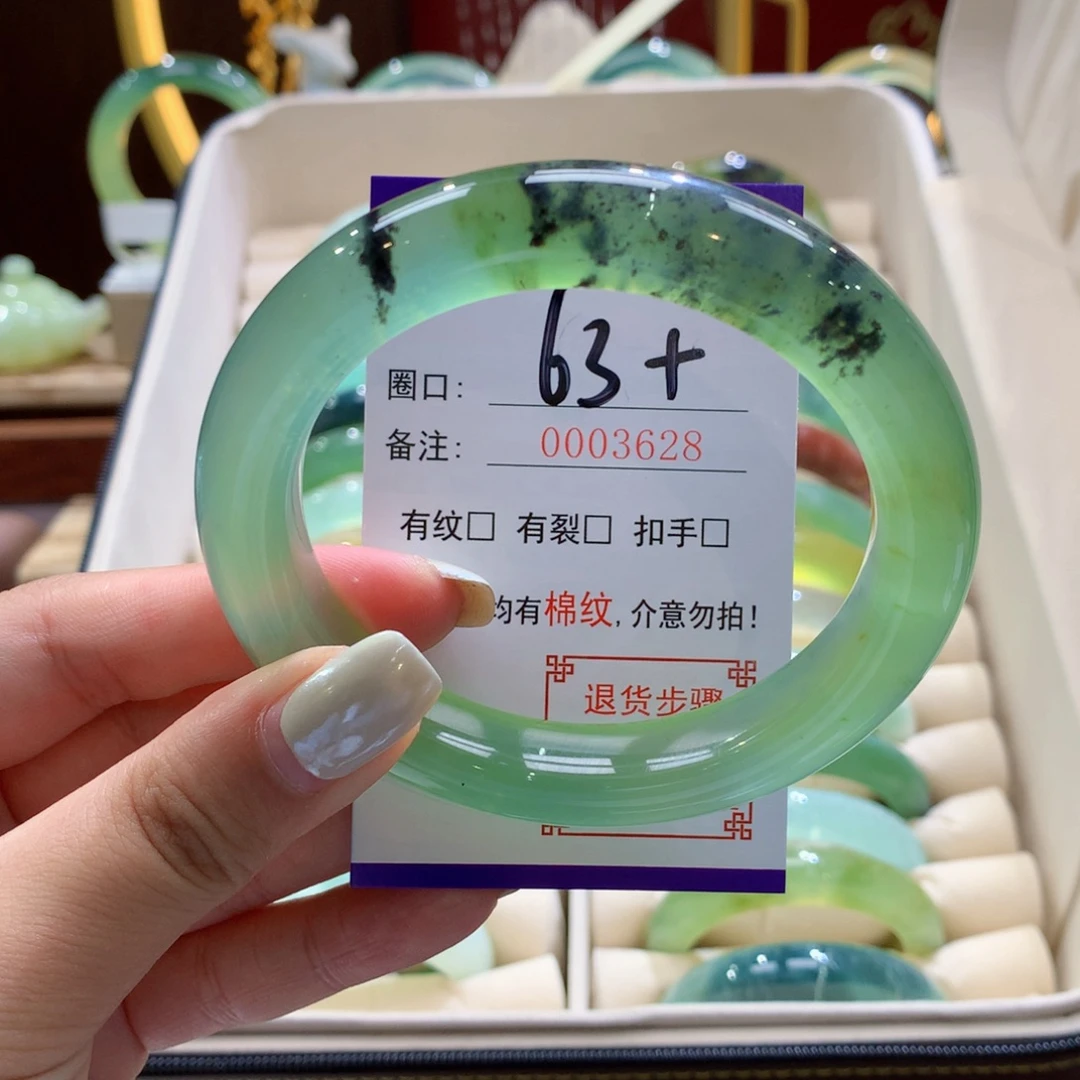 圈口: 63+
备注: 0003628
有纹□ 有裂□ 扣手□
均有棉纹,介意勿拍!
退货步骤